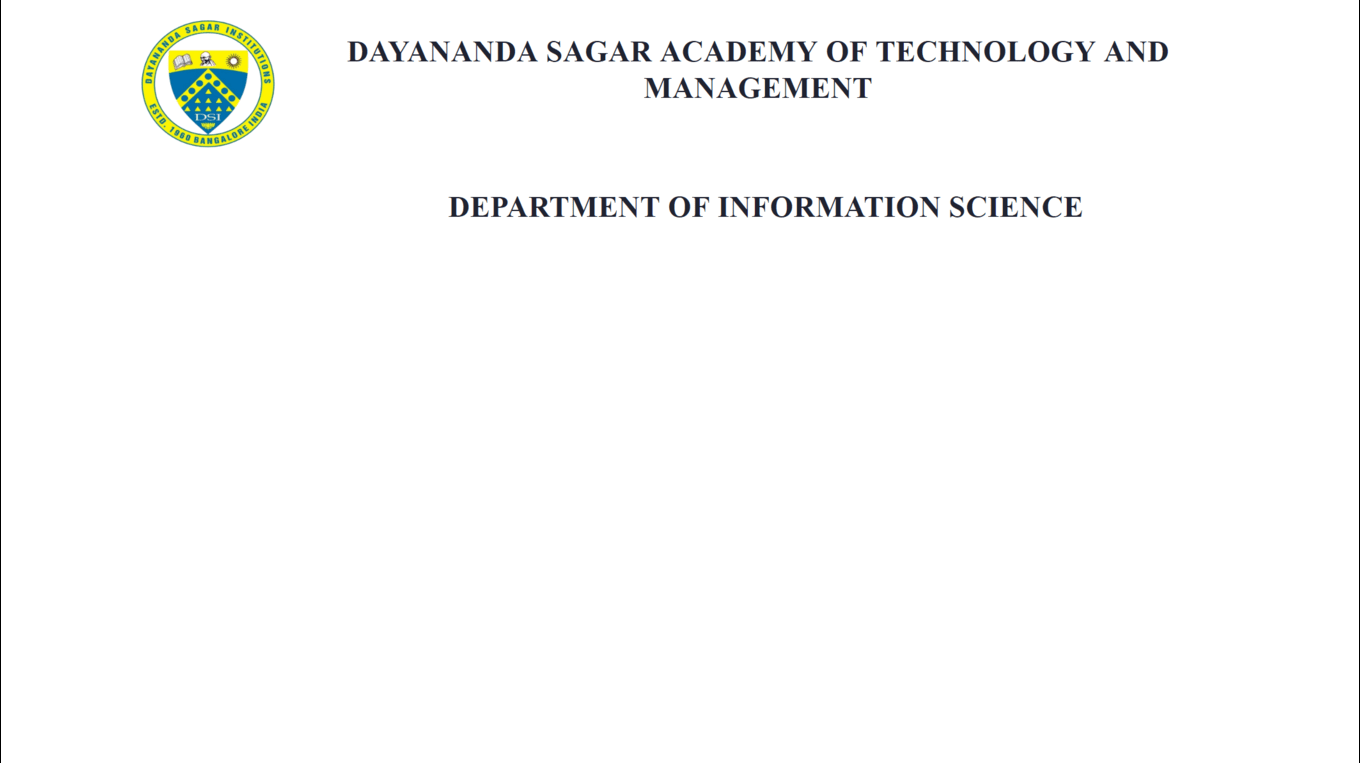 DAYANANDA SAGAR INSTITUTIONS
ESTD. 1960 BANGALORE INDIA
DSI
DAYANANDA SAGAR ACADEMY OF TECHNOLOGY AND
MANAGEMENT
DEPARTMENT OF INFORMATION SCIENCE